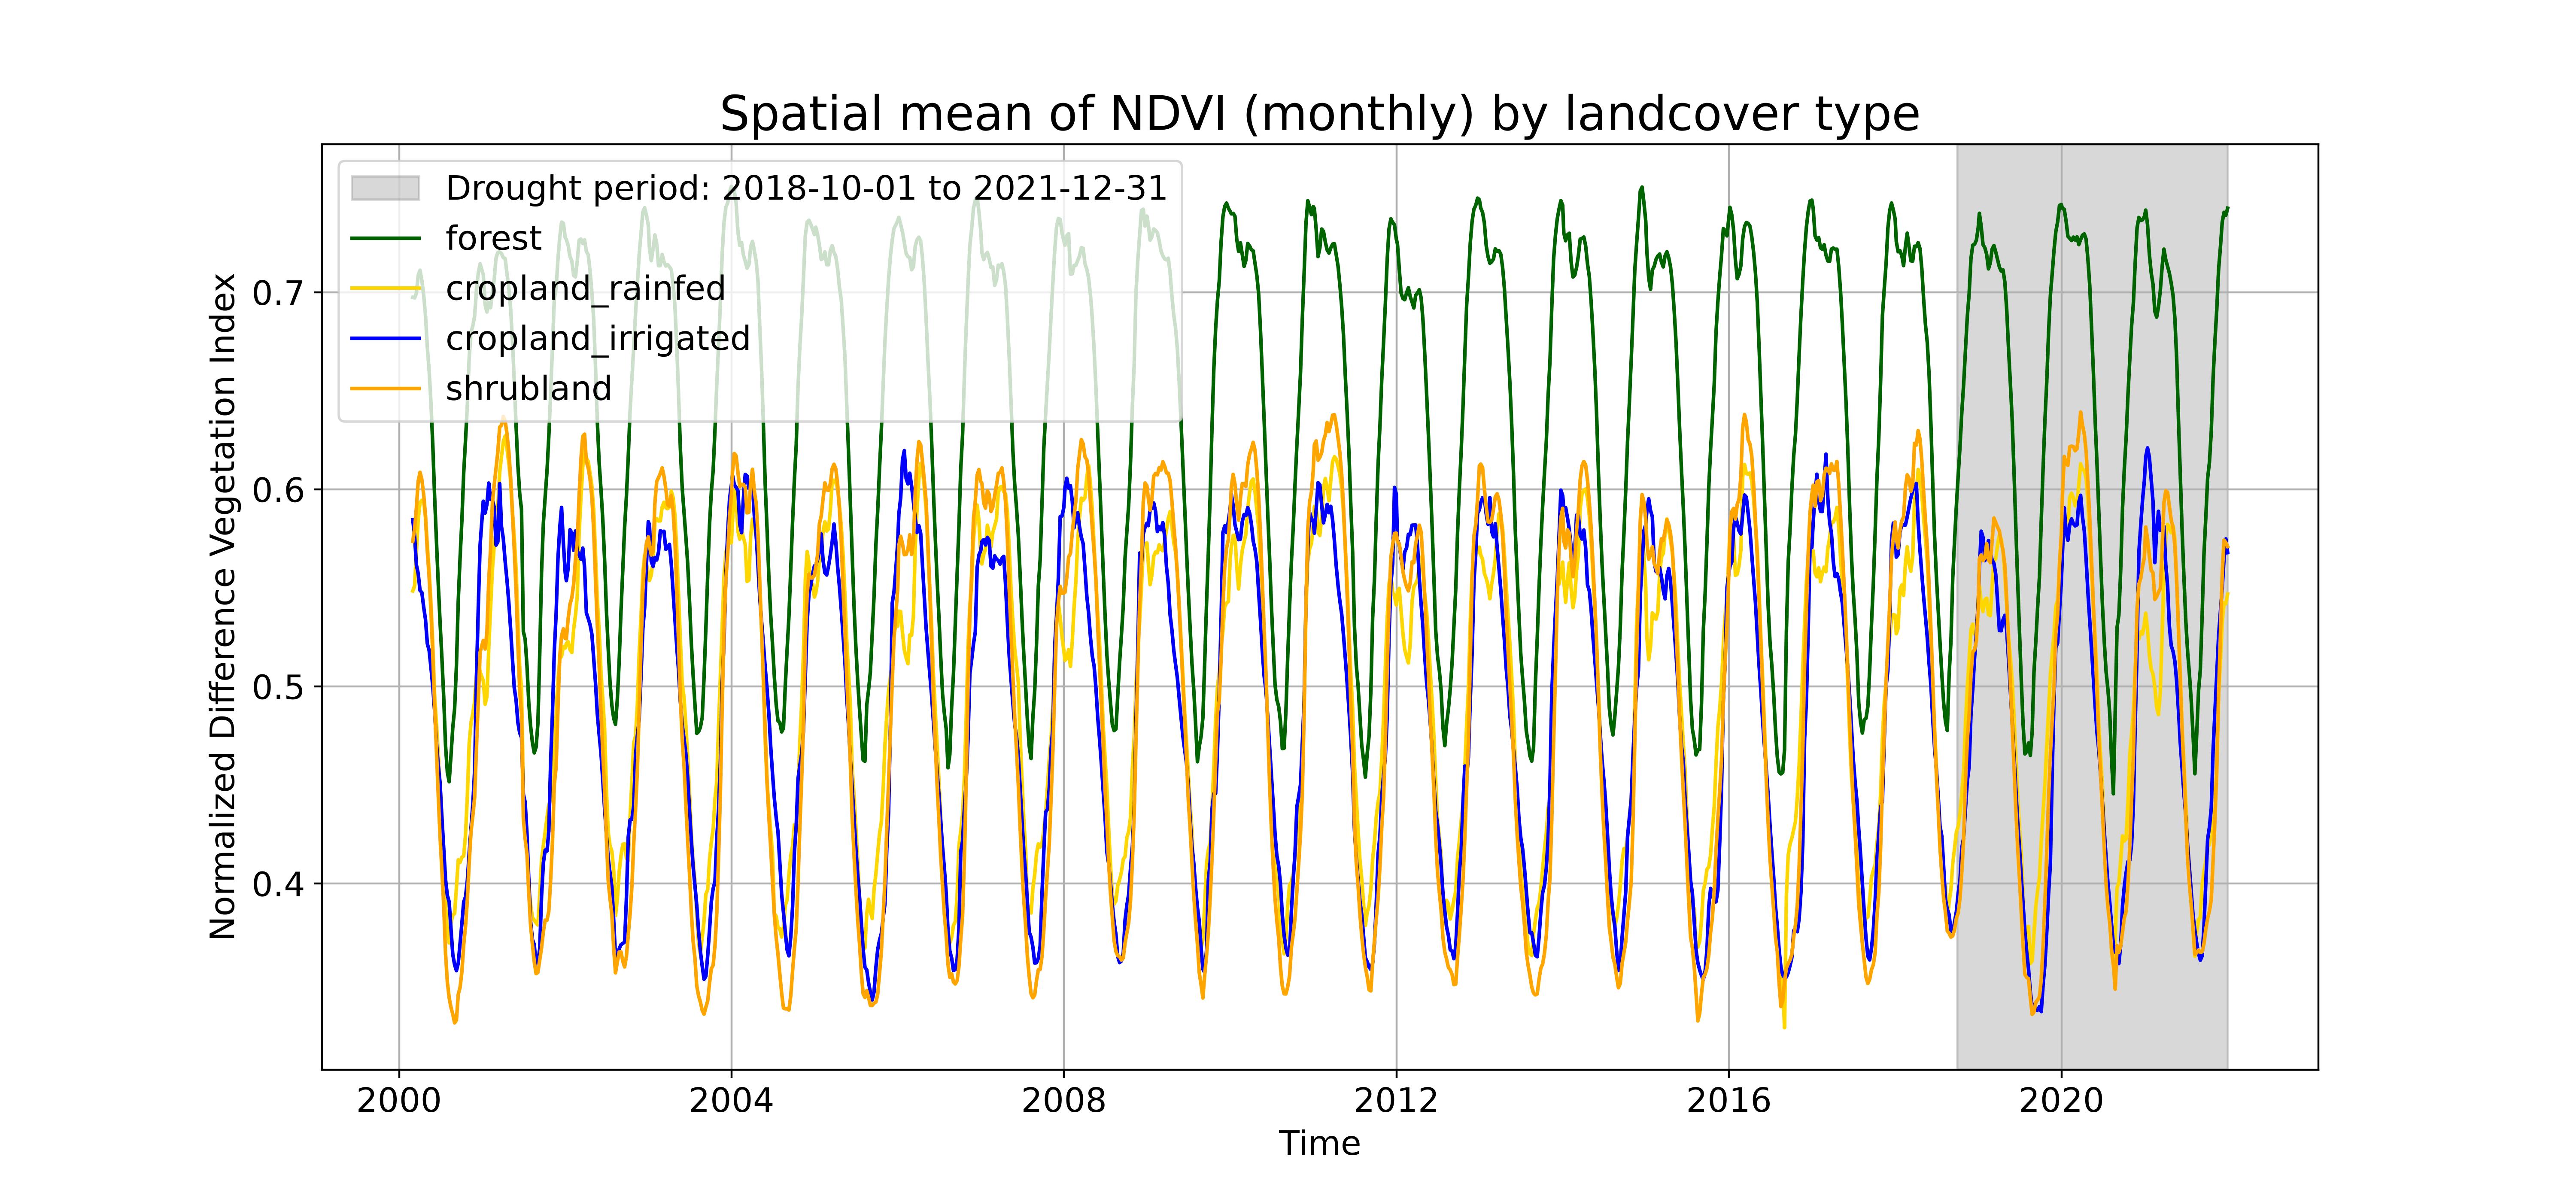 Spatial mean of NDVI (monthly) by landcover type
Drought period: 2018-10-01 to 2021-12-31
forest
cropland_rainfed
cropland_irrigated
shrubland
Normalized Difference Vegetation Index
0.7
0.6
0.5
0.4
2000 2004 2008 2012 2016 2020
Time